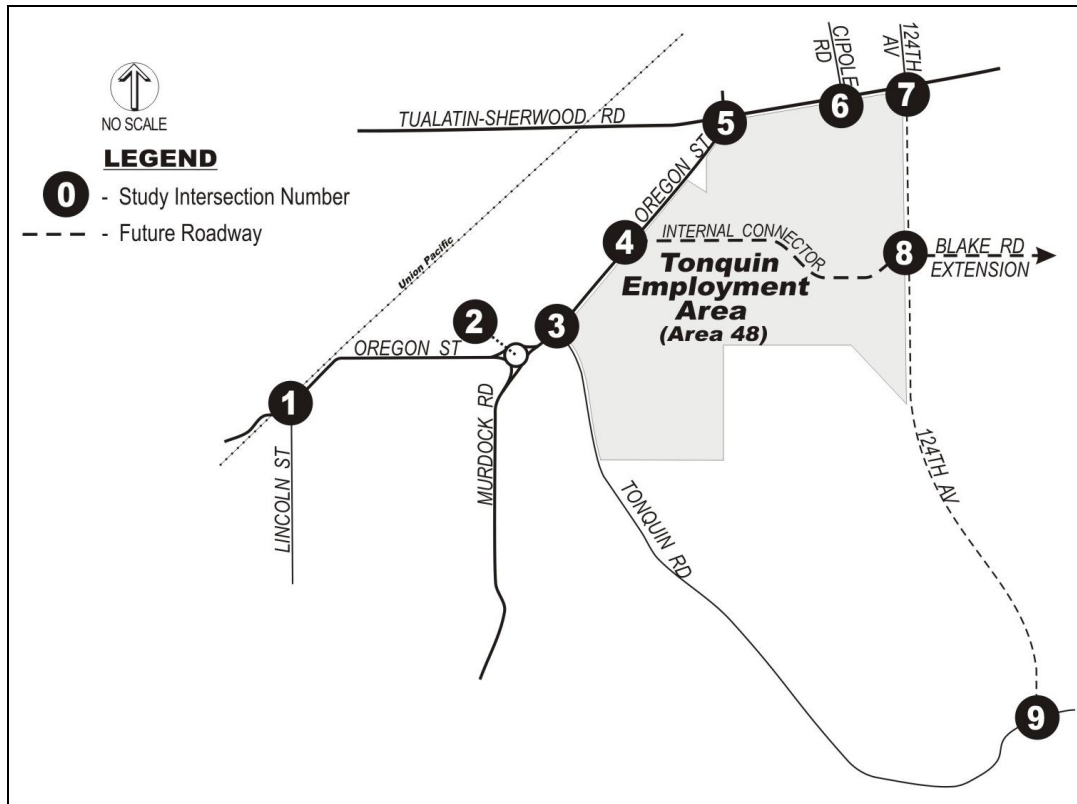 CIPOLE
RD
124TH
AV
NO SCALE
TUALATIN-SHERWOOD RD
6
7
5
LEGEND
0 - Study Intersection Number
- Future Roadway
OREGON ST
Union Pacific
4
INTERNAL CONNECTOR
8
BLAKE RD
EXTENSION
Tonquin
Employment
Area
(Area 48)
2
3
OREGON ST
1
MURDOCK RD
LINCOLN ST
124TH AV
TONQUIN RD
9